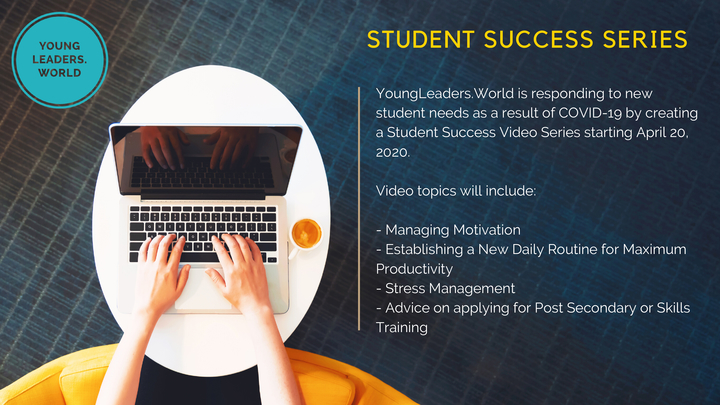 YOUNG
LEADERS.
WORLD
STUDENT SUCCESS SERIES
YoungLeaders.World is responding to new
student needs as a result of COVID-19 by creating
a Student Success Video Series starting April 20,
2020.
Video topics will include:
- Managing Motivation
- Establishing a New Daily Routine for Maximum
Productivity
- Stress Management
- Advice on applying for Post Secondary or Skills
Training